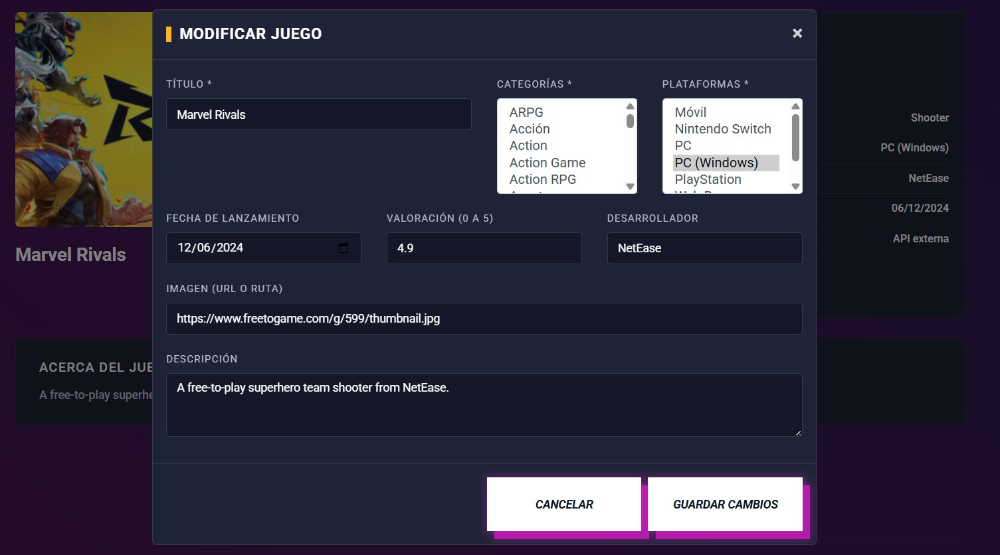 MODIFICAR JUEGO
×
TÍTULO *
CATEGORÍAS *
PLATAFORMAS *
Marvel Rivals
ARPG
Acción
Action
Action Game
Action RPG
Móvil
Nintendo Switch
PC
PC (Windows)
PlayStation
FECHA DE LANZAMIENTO
VALORACIÓN (0 A 5)
DESARROLLADOR
12/06/2024
4.9
NetEase
IMAGEN (URL O RUTA)
https://www.freetogame.com/g/599/thumbnail.jpg
DESCRIPCIÓN
A free-to-play superhero team shooter from NetEase.
CANCELAR
GUARDAR CAMBIOS
Marvel Rivals
Shooter
PC (Windows)
NetEase
06/12/2024
API externa
ACERCA DEL JUE
A free-to-play superhe